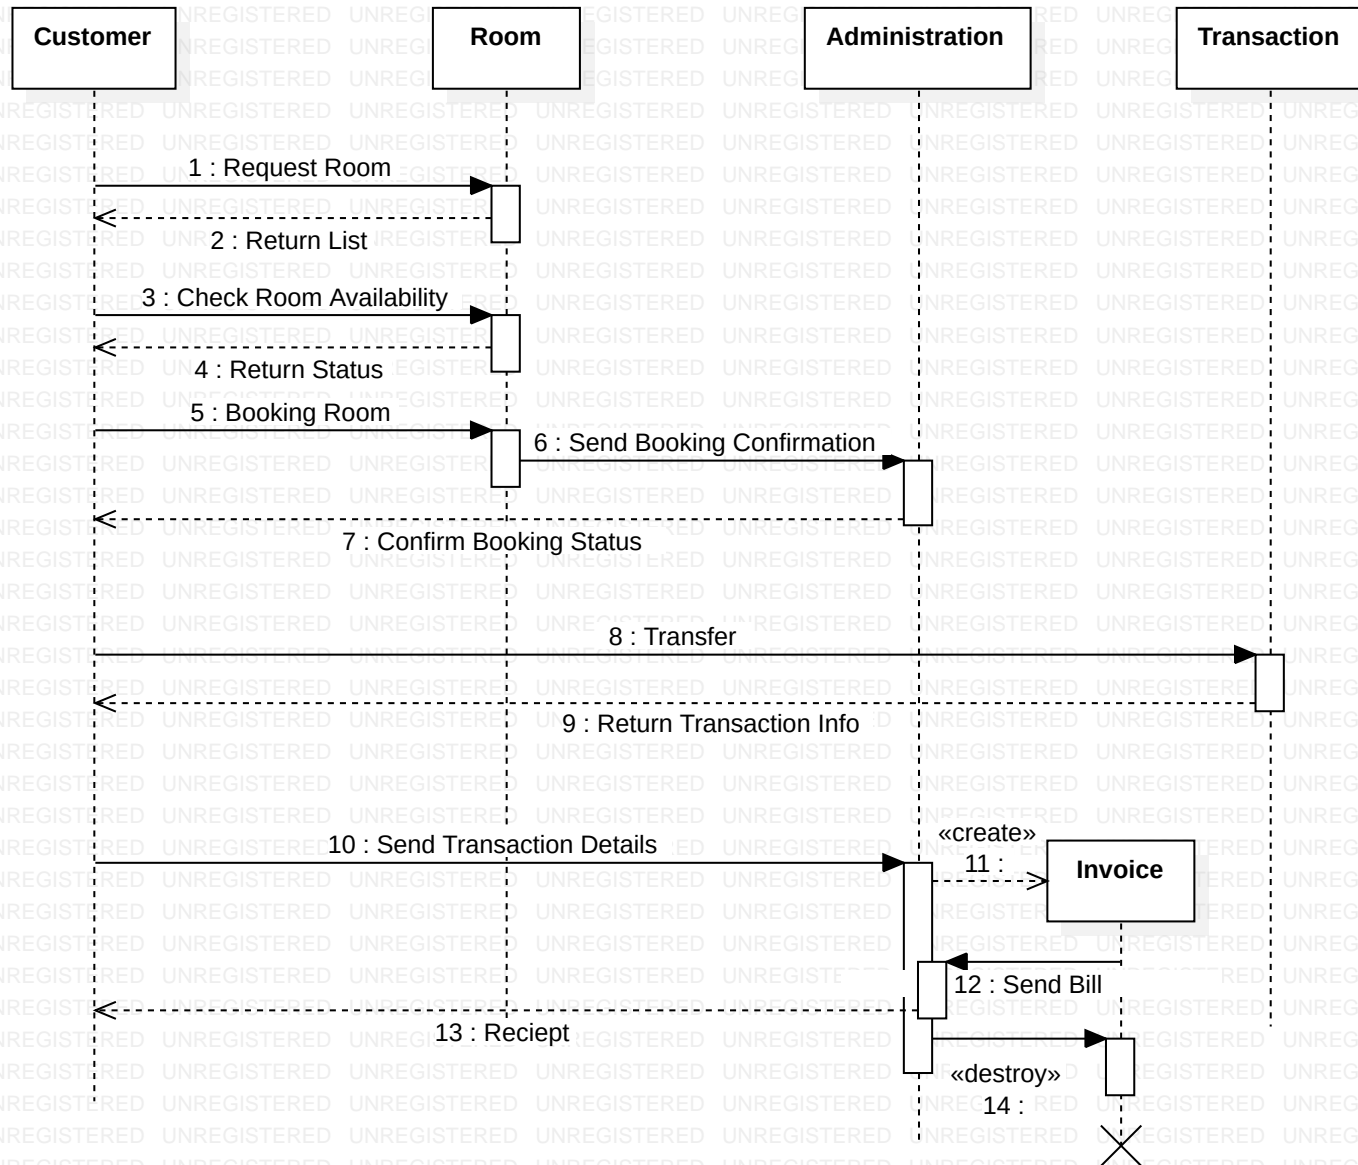 Customer
Room
Administration
Transaction
1 : Request Room
2 : Return List
3 : Check Room Availability
4 : Return Status
5 : Booking Room
6 : Send Booking Confirmation
7 : Confirm Booking Status
8 : Transfer
9 : Return Transaction Info
10 : Send Transaction Details
«create»
11 :
Invoice
12 : Send Bill
13 : Reciept
«destroy»
14 :
UNREGISTERED